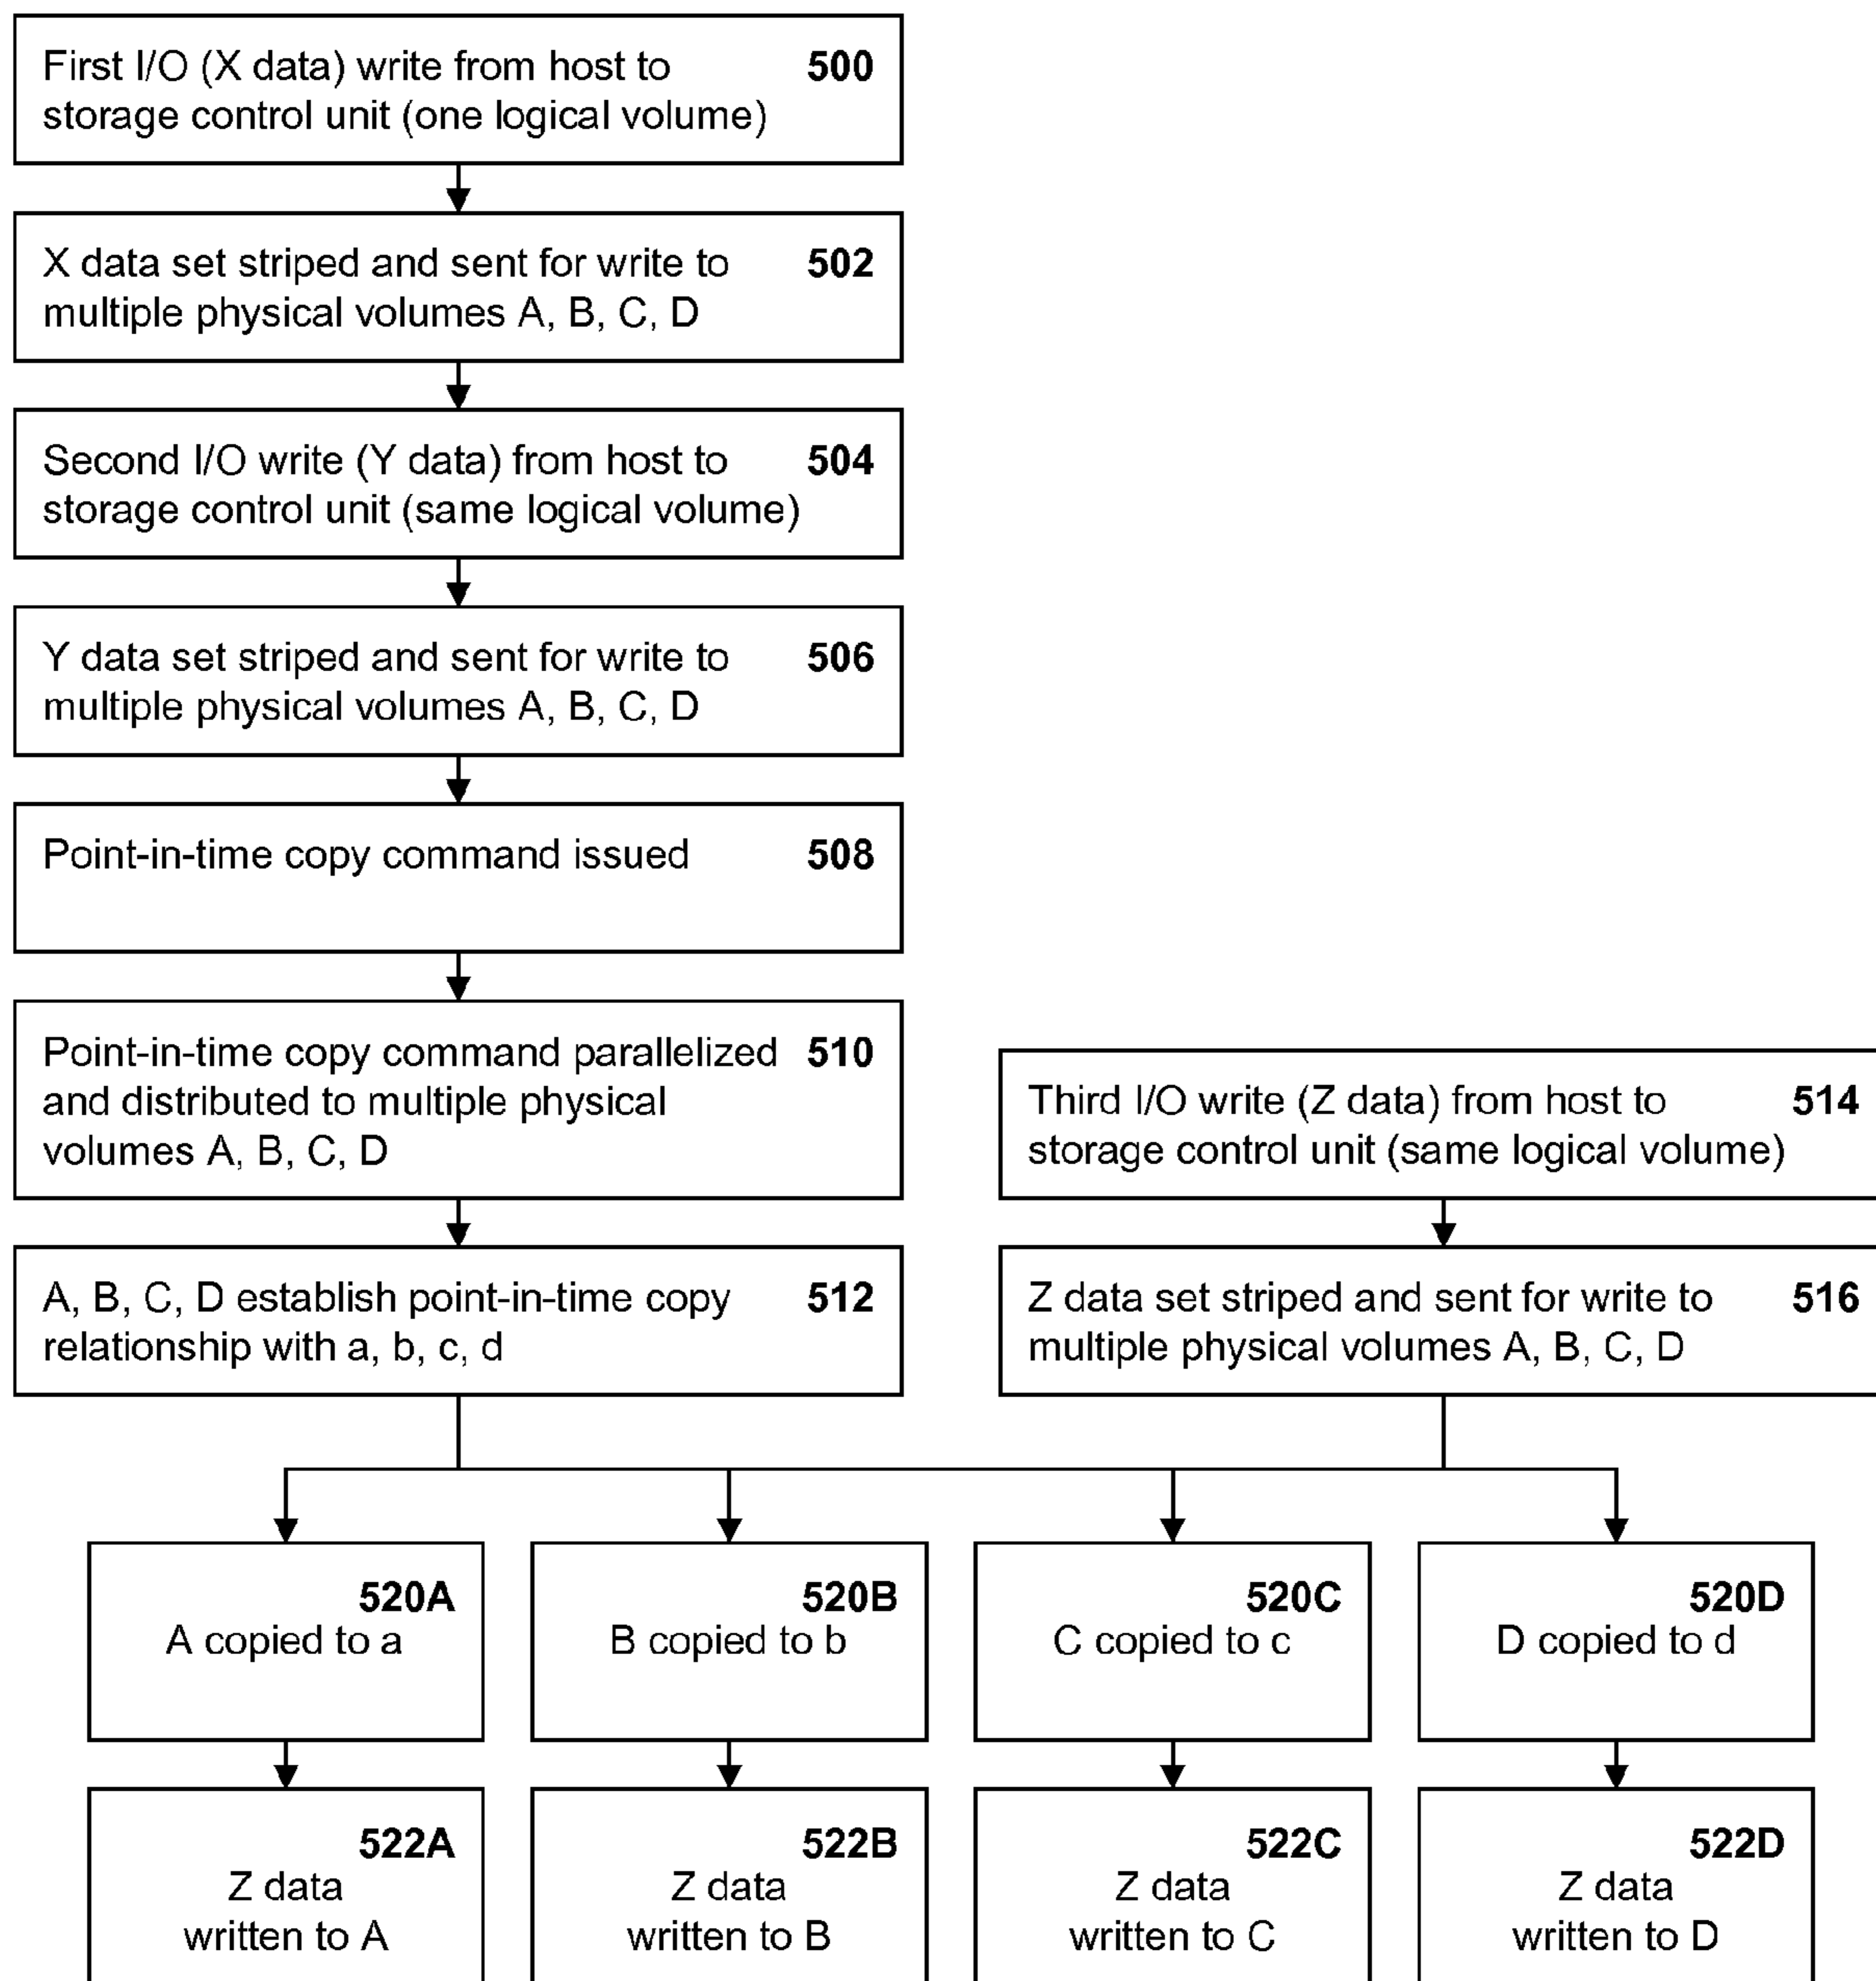 First I/O (X data) write from host to 500
storage control unit (one logical volume)
X data set striped and sent for write to 502
multiple physical volumes A, B, C, D
Second I/O write (Y data) from host to 504
storage control unit (same logical volume)
Y data set striped and sent for write to 506
multiple physical volumes A, B, C, D
Point-in-time copy command issued 508
Point-in-time copy command parallelized 510
and distributed to multiple physical
volumes A, B, C, D
A, B, C, D establish point-in-time copy 512
relationship with a, b, c, d
Third I/O write (Z data) from host to 514
storage control unit (same logical volume)
Z data set striped and sent for write to 516
multiple physical volumes A, B, C, D
520A
A copied to a
520B
B copied to b
520C
C copied to c
520D
D copied to d
522A
Z data
written to A
522B
Z data
written to B
522C
Z data
written to C
522D
Z data
written to D